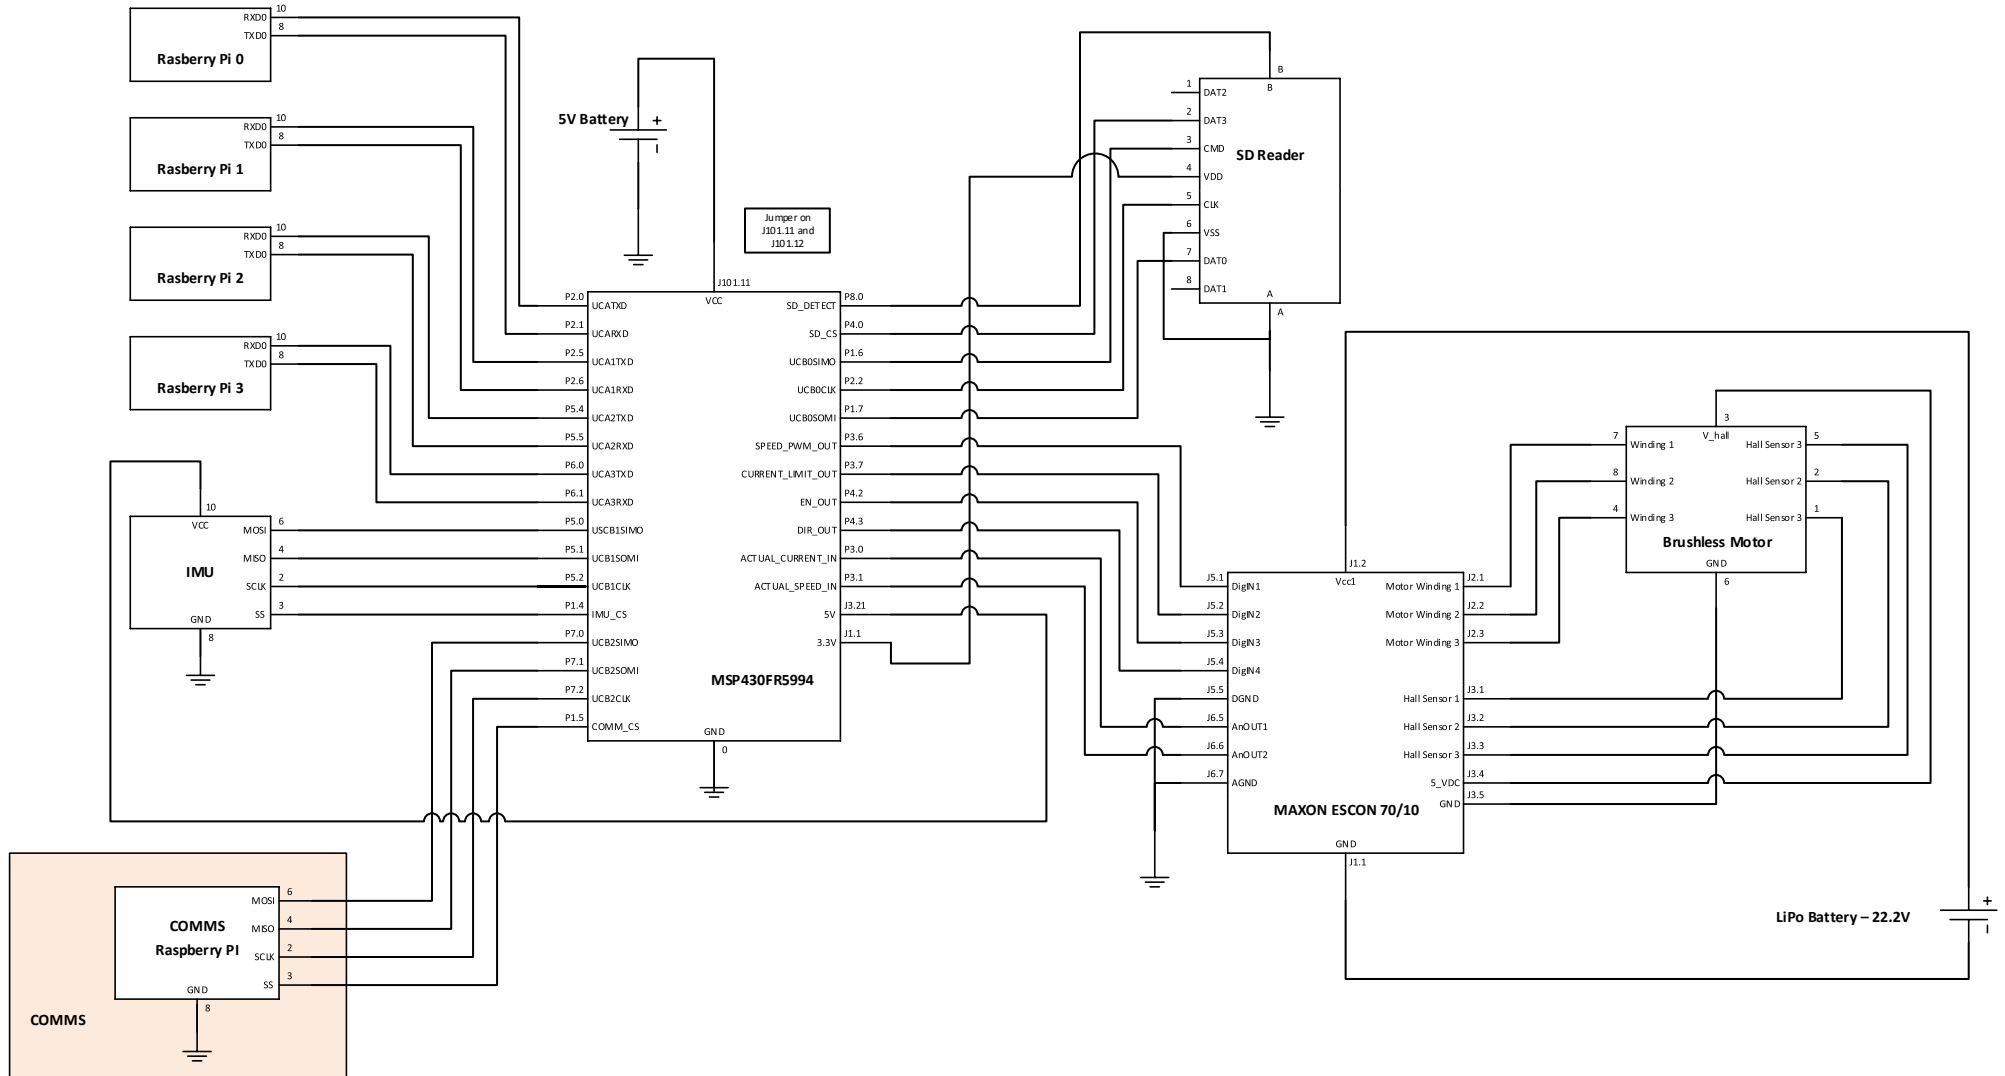 10
RXD0
8
TXD0
Rasberry Pi 0
10
RXD0
8
TXD0
Rasberry Pi 1
10
RXD0
8
TXD0
Rasberry Pi 2
10
RXD0
8
TXD0
Rasberry Pi 3
10
VCC
MOSI 6
MISO 4
IMU
SCLK 2
SS 3
GND
8
5V Battery
+
Jumper on
J101.11 and
J101.12
J101.11
VCC
P2.0 UCATXD
P2.1 UCARXD
P2.5 UCA1TXD
P2.6 UCA1RXD
P5.4 UCA2TXD
P5.5 UCA2RXD
P6.0 UCA3TXD
P6.1 UCA3RXD
P5.0 USCB1SIMO
P5.1 UCB1SOMI
P5.2 UCB1CLK
P1.4 IMU_CS
P7.0 UCB2SIMO
P7.1 UCB2SOMI
P7.2 UCB2CLK
P1.5 COMM_CS
SD_DETECT P8.0
SD_CS P4.0
UCB0SIMO P1.6
UCB0CLK P2.2
UCB0SOMI P1.7
SPEED_PWM_OUT P3.6
CURRENT_LIMIT_OUT P3.7
EN_OUT P4.2
DIR_OUT P4.3
ACTUAL_CURRENT_IN P3.0
ACTUAL_SPEED_IN P3.1
5V J3.21
3.3V J1.1
MSP430FR5994
GND
0
B
B
1 DAT2
2 DAT3
3 CMD
SD Reader
4 VDD
5 CLK
6 VSS
7 DAT0
8 DAT1
A
A
J1.2
Vcc1
J5.1 DigIN1
J5.2 DigIN2
J5.3 DigIN3
J5.4 DigIN4
J5.5 DGND
J6.5 AnOUT1
J6.6 AnOUT2
J6.7 AGND
Motor Winding 1 J2.1
Motor Winding 2 J2.2
Motor Winding 3 J2.3
Hall Sensor 1 J3.1
Hall Sensor 2 J3.2
Hall Sensor 3 J3.3
5_VDC J3.4
GND J3.5
MAXON ESCON 70/10
GND
J1.1
3
V_hall
7 Winding 1
8 Winding 2
4 Winding 3
Hall Sensor 3 5
Hall Sensor 2 2
Hall Sensor 3 1
Brushless Motor
GND
6
LiPo Battery – 22.2V
+
MOSI 6
COMMS
MISO 4
Raspberry PI
SCLK 2
SS 3
GND
8
COMMS